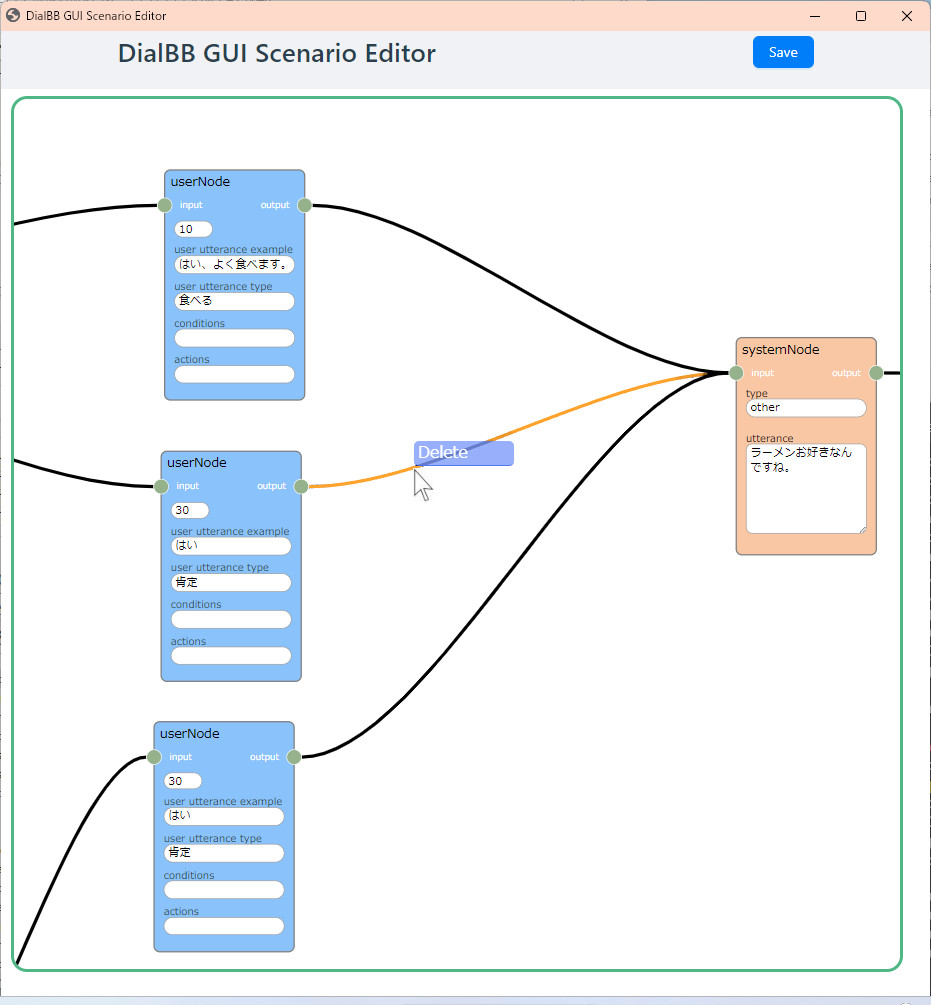 DialBB GUI Scenario Editor
DialBB GUI Scenario Editor
Save
userNode
input output
10
user utterance example
はい、よく食べます。
user utterance type
食べる
conditions
actions
systemNode
input output
type
other
utterance
ラーメンお好きなん
ですね。
Delete
userNode
input output
30
user utterance example
はい
user utterance type
肯定
conditions
actions
userNode
input output
30
user utterance example
はい
user utterance type
肯定
conditions
actions